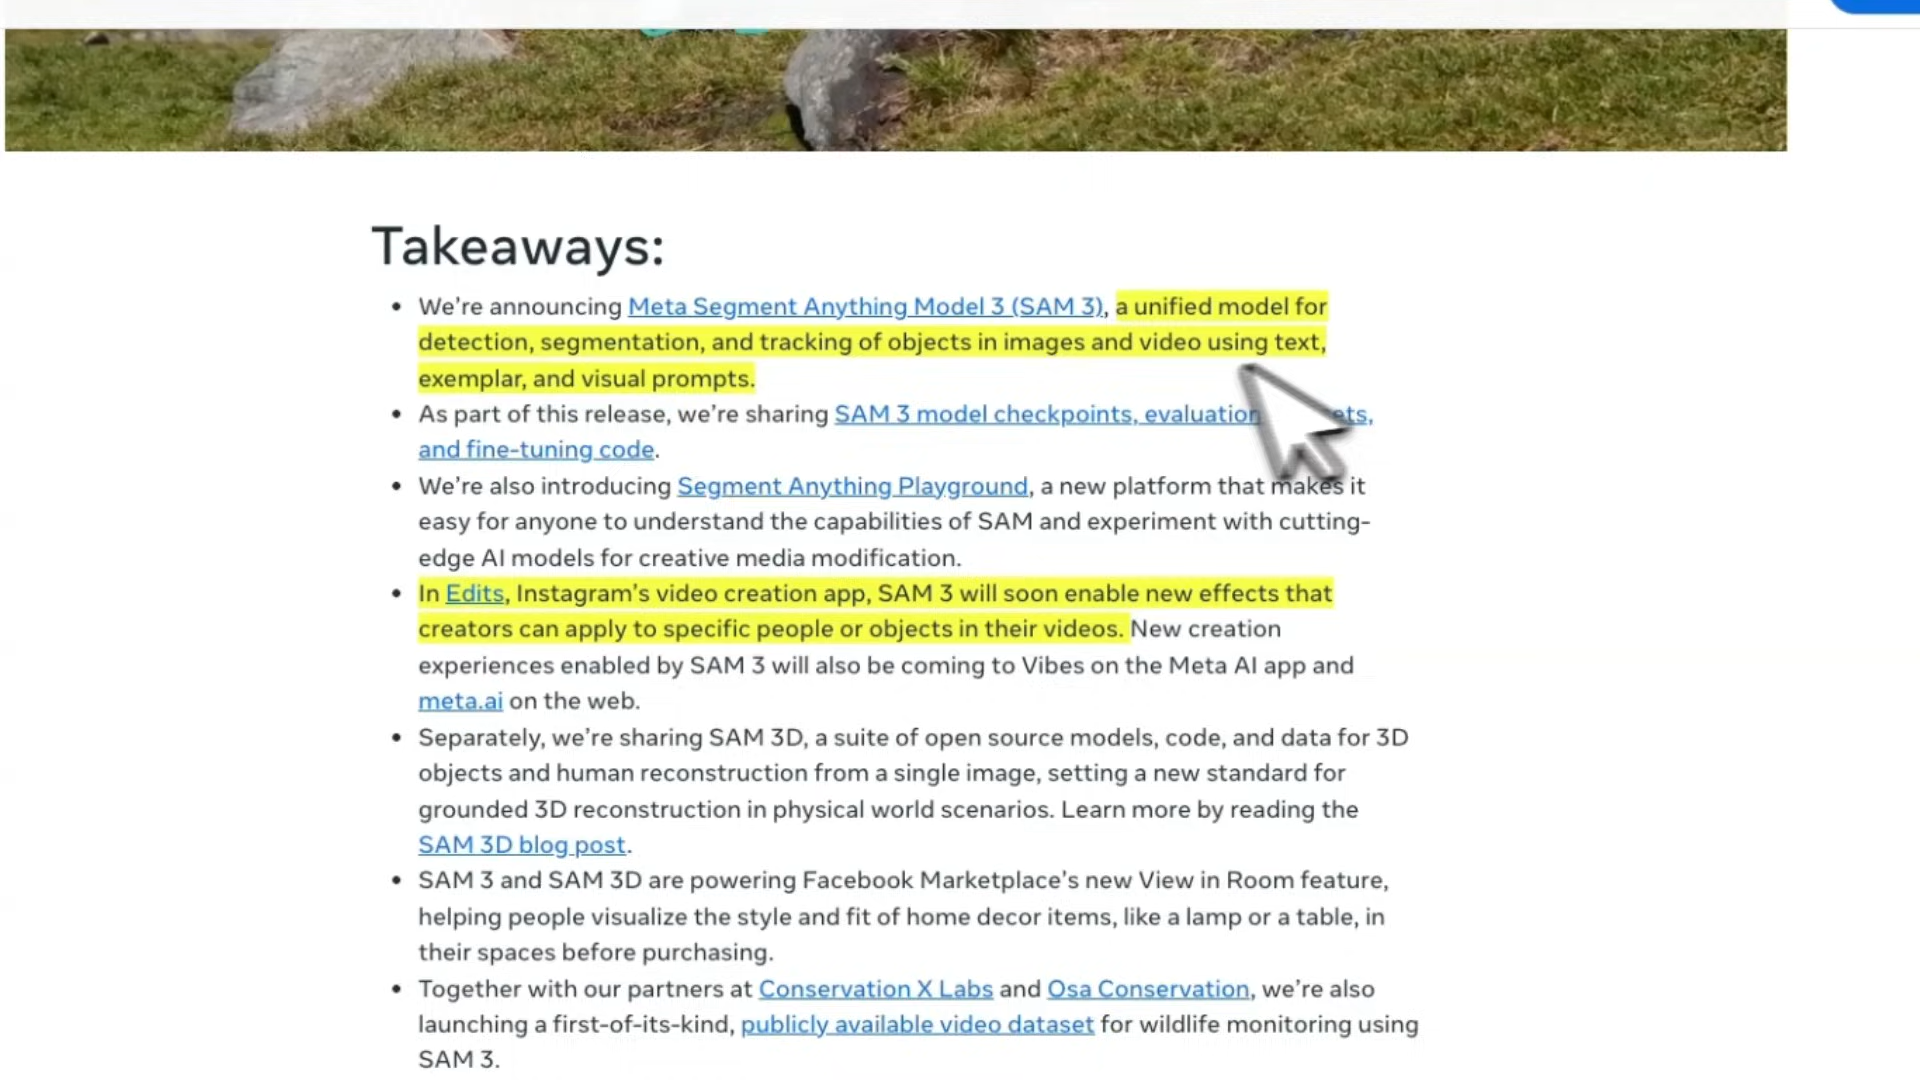 Takeaways:
• We’re announcing Meta Segment Anything Model 3 (SAM 3), a unified model for
detection, segmentation, and tracking of objects in images and video using text,
exemplar, and visual prompts.
• As part of this release, we’re sharing SAM 3 model checkpoints, evaluation
and fine-tuning code.
• We’re also introducing Segment Anything Playground, a new platform that makes it
easy for anyone to understand the capabilities of SAM and experiment with cutting-
edge AI models for creative media modification.
• In Edits, Instagram’s video creation app, SAM 3 will soon enable new effects that
creators can apply to specific people or objects in their videos. New creation
experiences enabled by SAM 3 will also be coming to Vibes on the Meta AI app and
meta.ai on the web.
• Separately, we’re sharing SAM 3D, a suite of open source models, code, and data for 3D
objects and human reconstruction from a single image, setting a new standard for
grounded 3D reconstruction in physical world scenarios. Learn more by reading the
SAM 3D blog post.
• SAM 3 and SAM 3D are powering Facebook Marketplace’s new View in Room feature,
helping people visualize the style and fit of home decor items, like a lamp or a table, in
their spaces before purchasing.
• Together with our partners at Conservation X Labs and Osa Conservation, we’re also
launching a first-of-its-kind, publicly available video dataset for wildlife monitoring using
SAM 3.